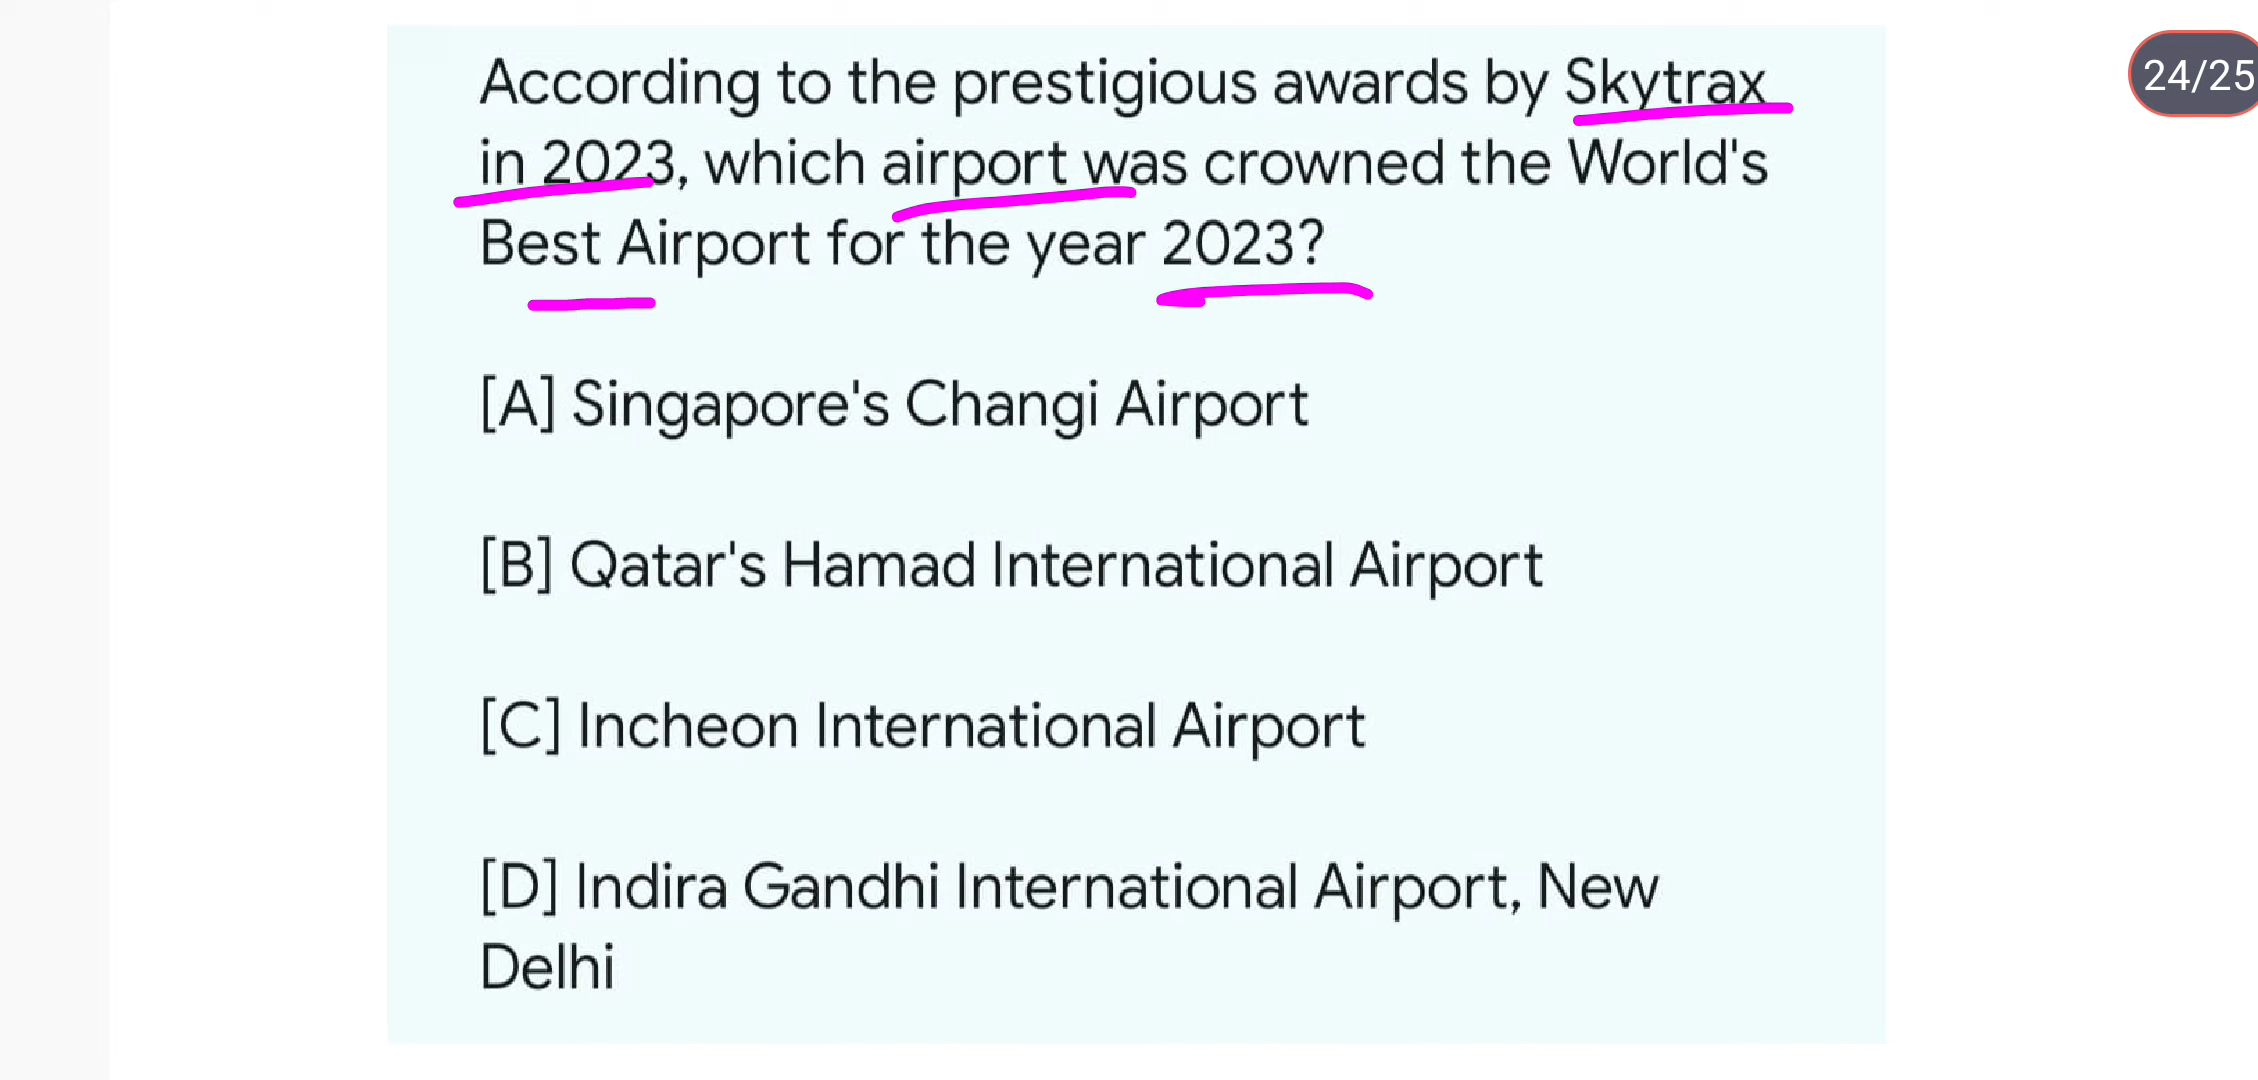 According to the prestigious awards by Skytrax
in 2023, which airport was crowned the World's
Best Airport for the year 2023?
[A] Singapore's Changi Airport
[B] Qatar's Hamad International Airport
[C] Incheon International Airport
[D] Indira Gandhi International Airport, New
Delhi
24/25